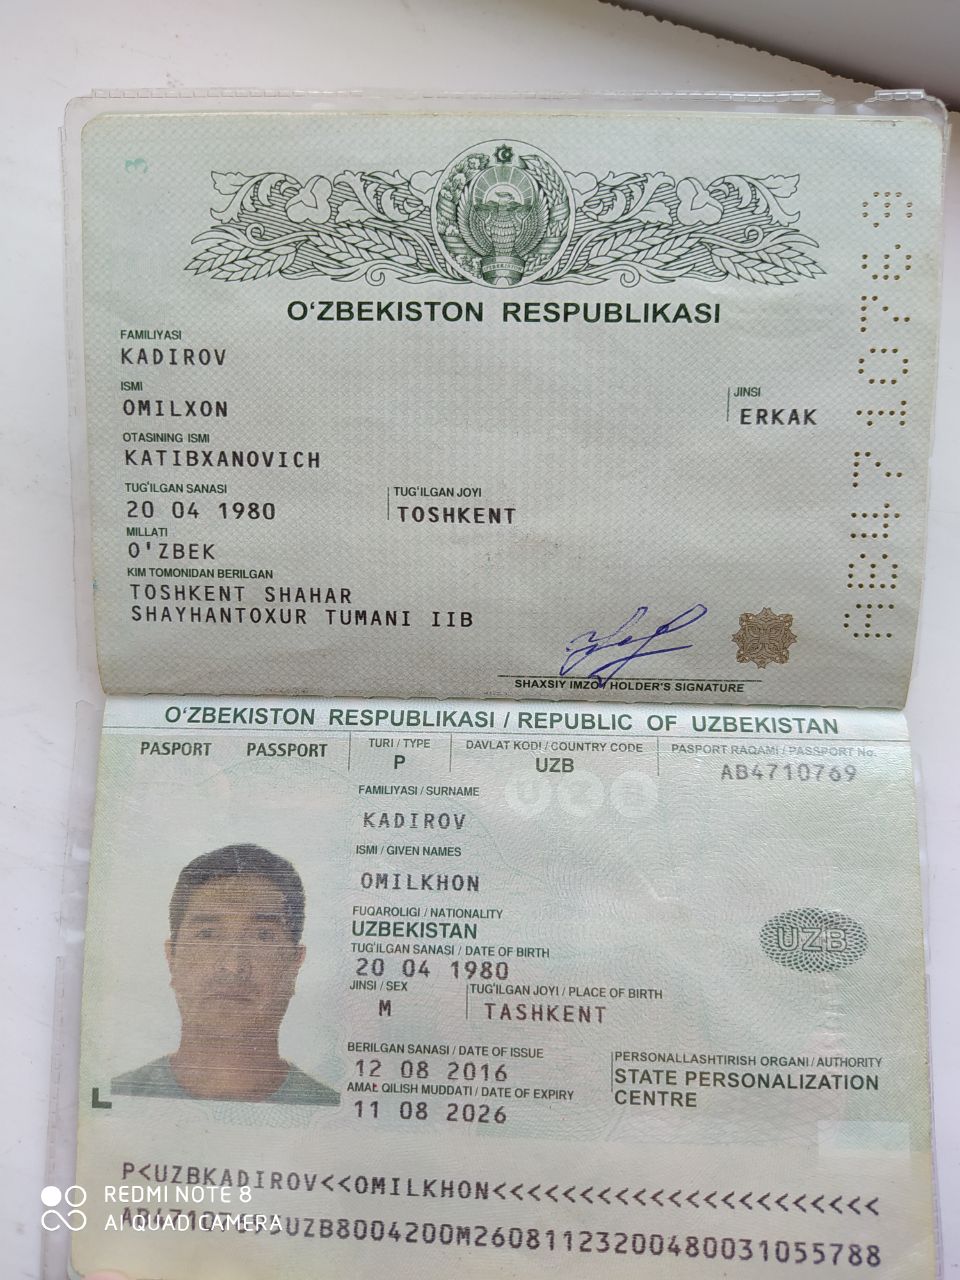 3
O'ZBEKISTON RESPUBLIKASI
FAMILIYASI
KADIROV
ISMI
OMILXON
JINSI
ERKAK
OTASINING ISMI
KATIBXANOVICH
TUG'ILGAN SANASI
20 04 1980
TUG'ILGAN JOYI
TOSHKENT
MILLATI
O'ZBEK
KIM TOMONIDAN BERILGAN
TOSHKENT SHAHAR
SHAYHANTOXUR TUMANI IIB
SHAXSIY IMZO / HOLDER'S SIGNATURE
AB4710769
O'ZBEKISTON RESPUBLIKASI / REPUBLIC OF UZBEKISTAN
PASPORT PASSPORT
TURI / TYPE
P
DAVLAT KODI / COUNTRY CODE
UZB
PASPORT RAQAMI / PASSPORT No.
AB4710769
FAMILIYASI / SURNAME
KADIROV
ISMI / GIVEN NAMES
OMILKHON
FUQAROLIGI / NATIONALITY
UZBEKISTAN
UZB
TUG'ILGAN SANASI / DATE OF BIRTH
20 04 1980
JINSI / SEX
M
TUG'ILGAN JOYI / PLACE OF BIRTH
TASHKENT
BERILGAN SANASI / DATE OF ISSUE
12 08 2016
AMAL QILISH MUDDATI / DATE OF EXPIRY
11 08 2026
PERSONALLASHTIRISH ORGANI / AUTHORITY
STATE PERSONALIZATION
CENTRE
P<UZBKADIROV<<OMILKHON<<<<<<<<<<<<<<<<<<<<<<
REDMI NOTE 8
AI QUAD CAMERA